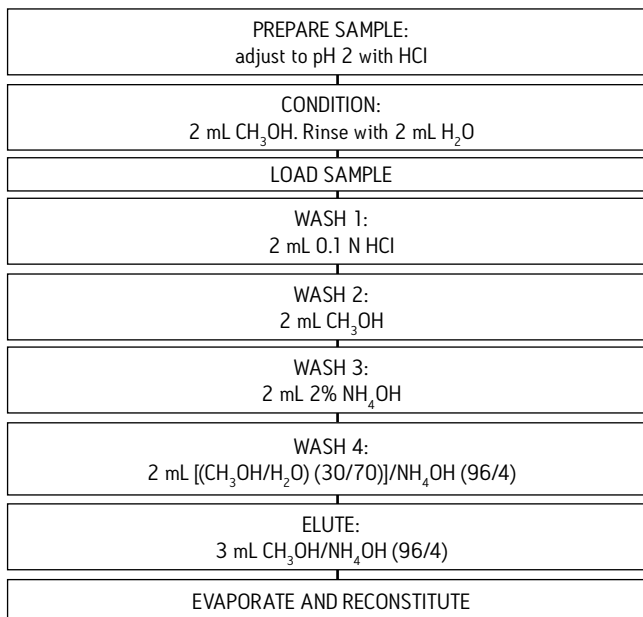 PREPARE SAMPLE:
adjust to pH 2 with HCl
CONDITION:
2 mL CH₃OH. Rinse with 2 mL H₂O
LOAD SAMPLE
WASH 1:
2 mL 0.1 N HCl
WASH 2:
2 mL CH₃OH
WASH 3:
2 mL 2% NH₄OH
WASH 4:
2 mL [(CH₃OH/H₂O) (30/70)]/NH₄OH (96/4)
ELUTE:
3 mL CH₃OH/NH₄OH (96/4)
EVAPORATE AND RECONSTITUTE